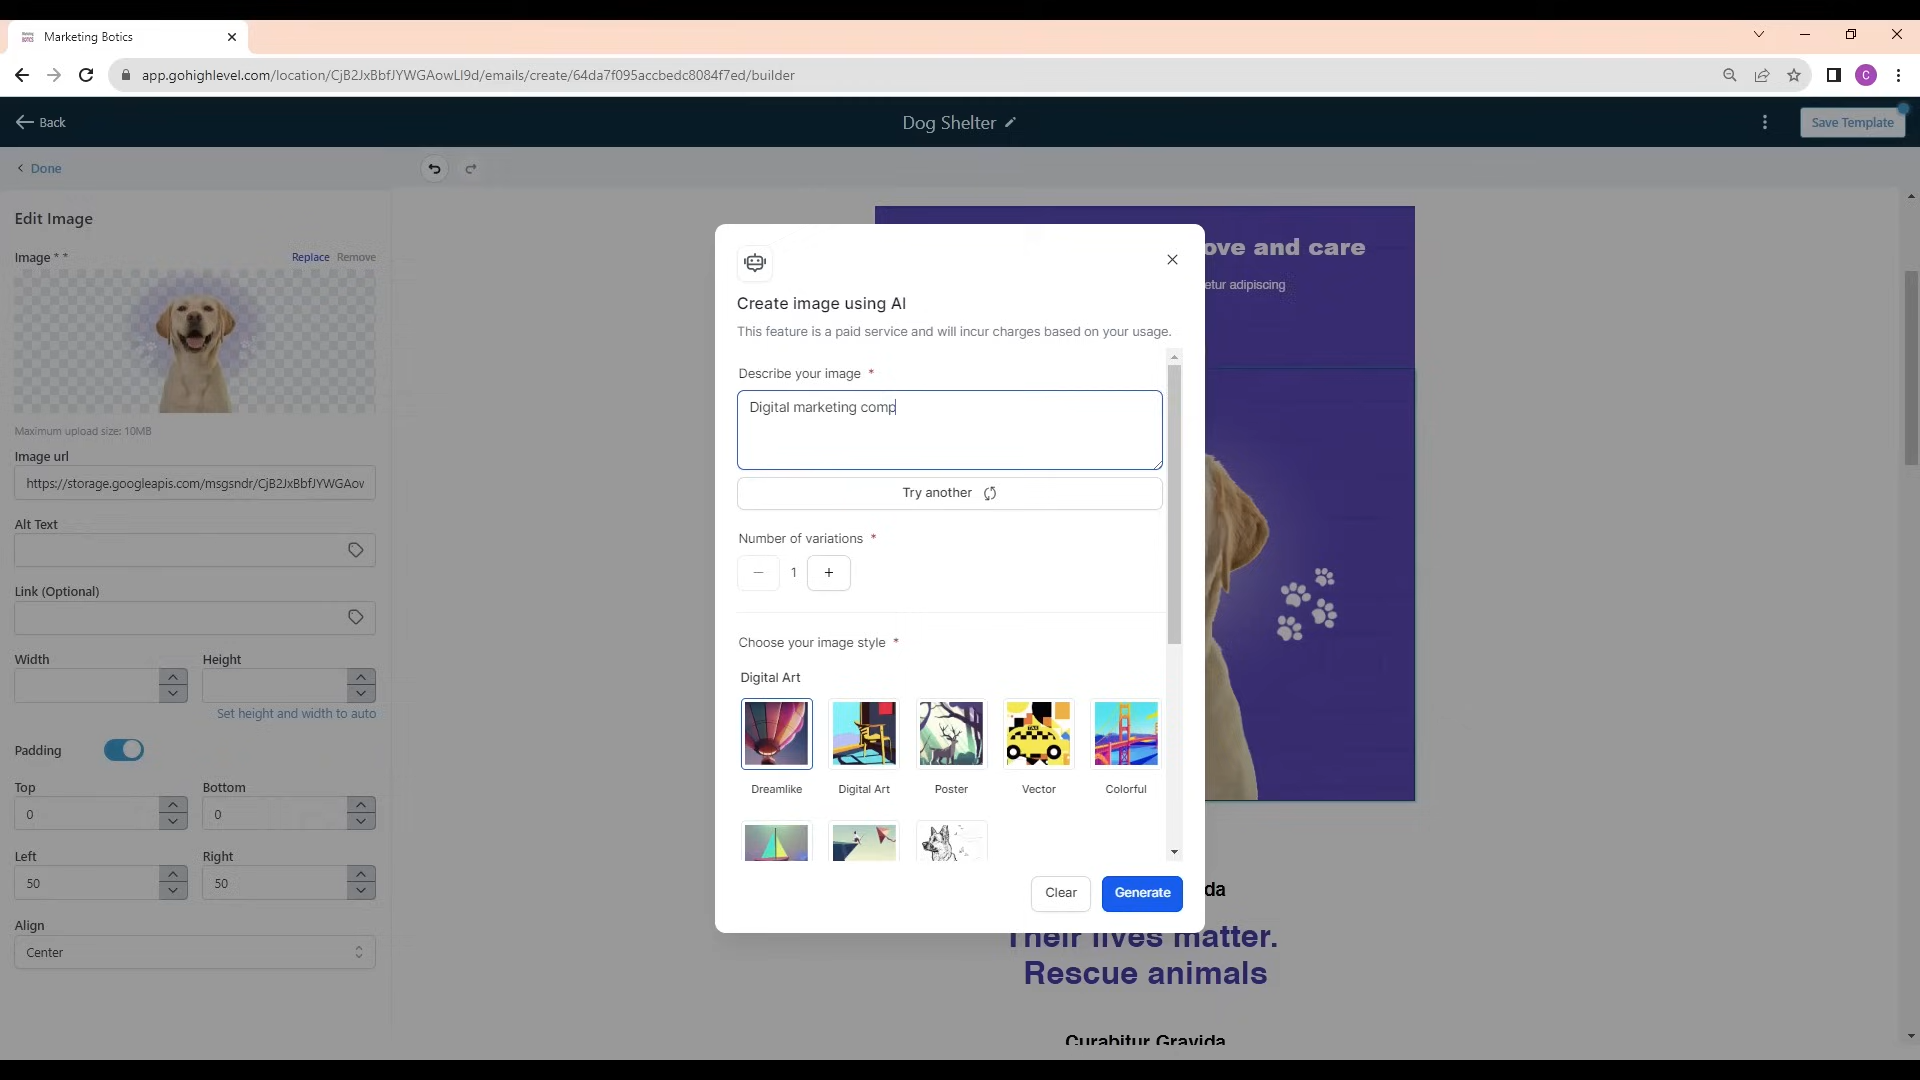 Marketing Botics
app.gohighlevel.com/location/CjB2JxBbfJYWGAowLI9d/emails/create/64da7f095accbedc8084f7ed/builder
C
Back
Dog Shelter
Save Template
Done
Edit Image
Image * *
Replace Remove
Maximum upload size: 10MB
Image url
https://storage.googleapis.com/msgsndr/CjB2JxBbfJYWGAov
Alt Text
Link (Optional)
Width Height
Set height and width to auto
Padding
Top Bottom
0 0
Left Right
50 50
Align
Center
ove and care
etur adipiscing
Create image using AI
This feature is a paid service and will incur charges based on your usage.
Describe your image *
Digital marketing comp
Try another
Number of variations *
− 1 +
Choose your image style *
Digital Art
Dreamlike Digital Art Poster Vector Colorful
Clear Generate
da
Their lives matter.
Rescue animals
Curabitur Gravida